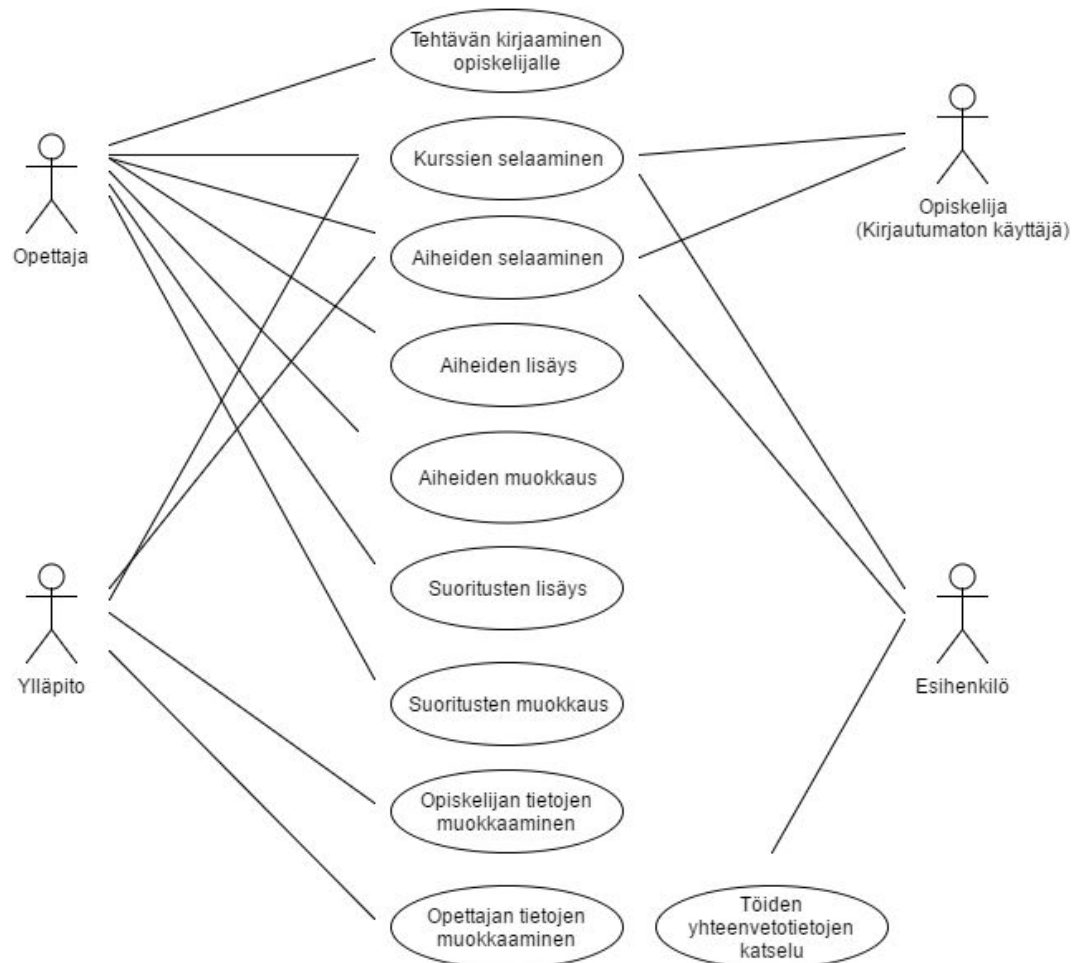 Tehtävän kirjaaminen
opiskelijalle
Kurssien selaaminen
Opettaja
Opiskelija
(Kirjautumaton käyttäjä)
Aiheiden selaaminen
Aiheiden lisäys
Aiheiden muokkaus
Suoritusten lisäys
Ylläpito
Esihenkilö
Suoritusten muokkaus
Opiskelijan tietojen
muokkaaminen
Opettajan tietojen
muokkaaminen
Töiden
yhteenvetotietojen
katselu